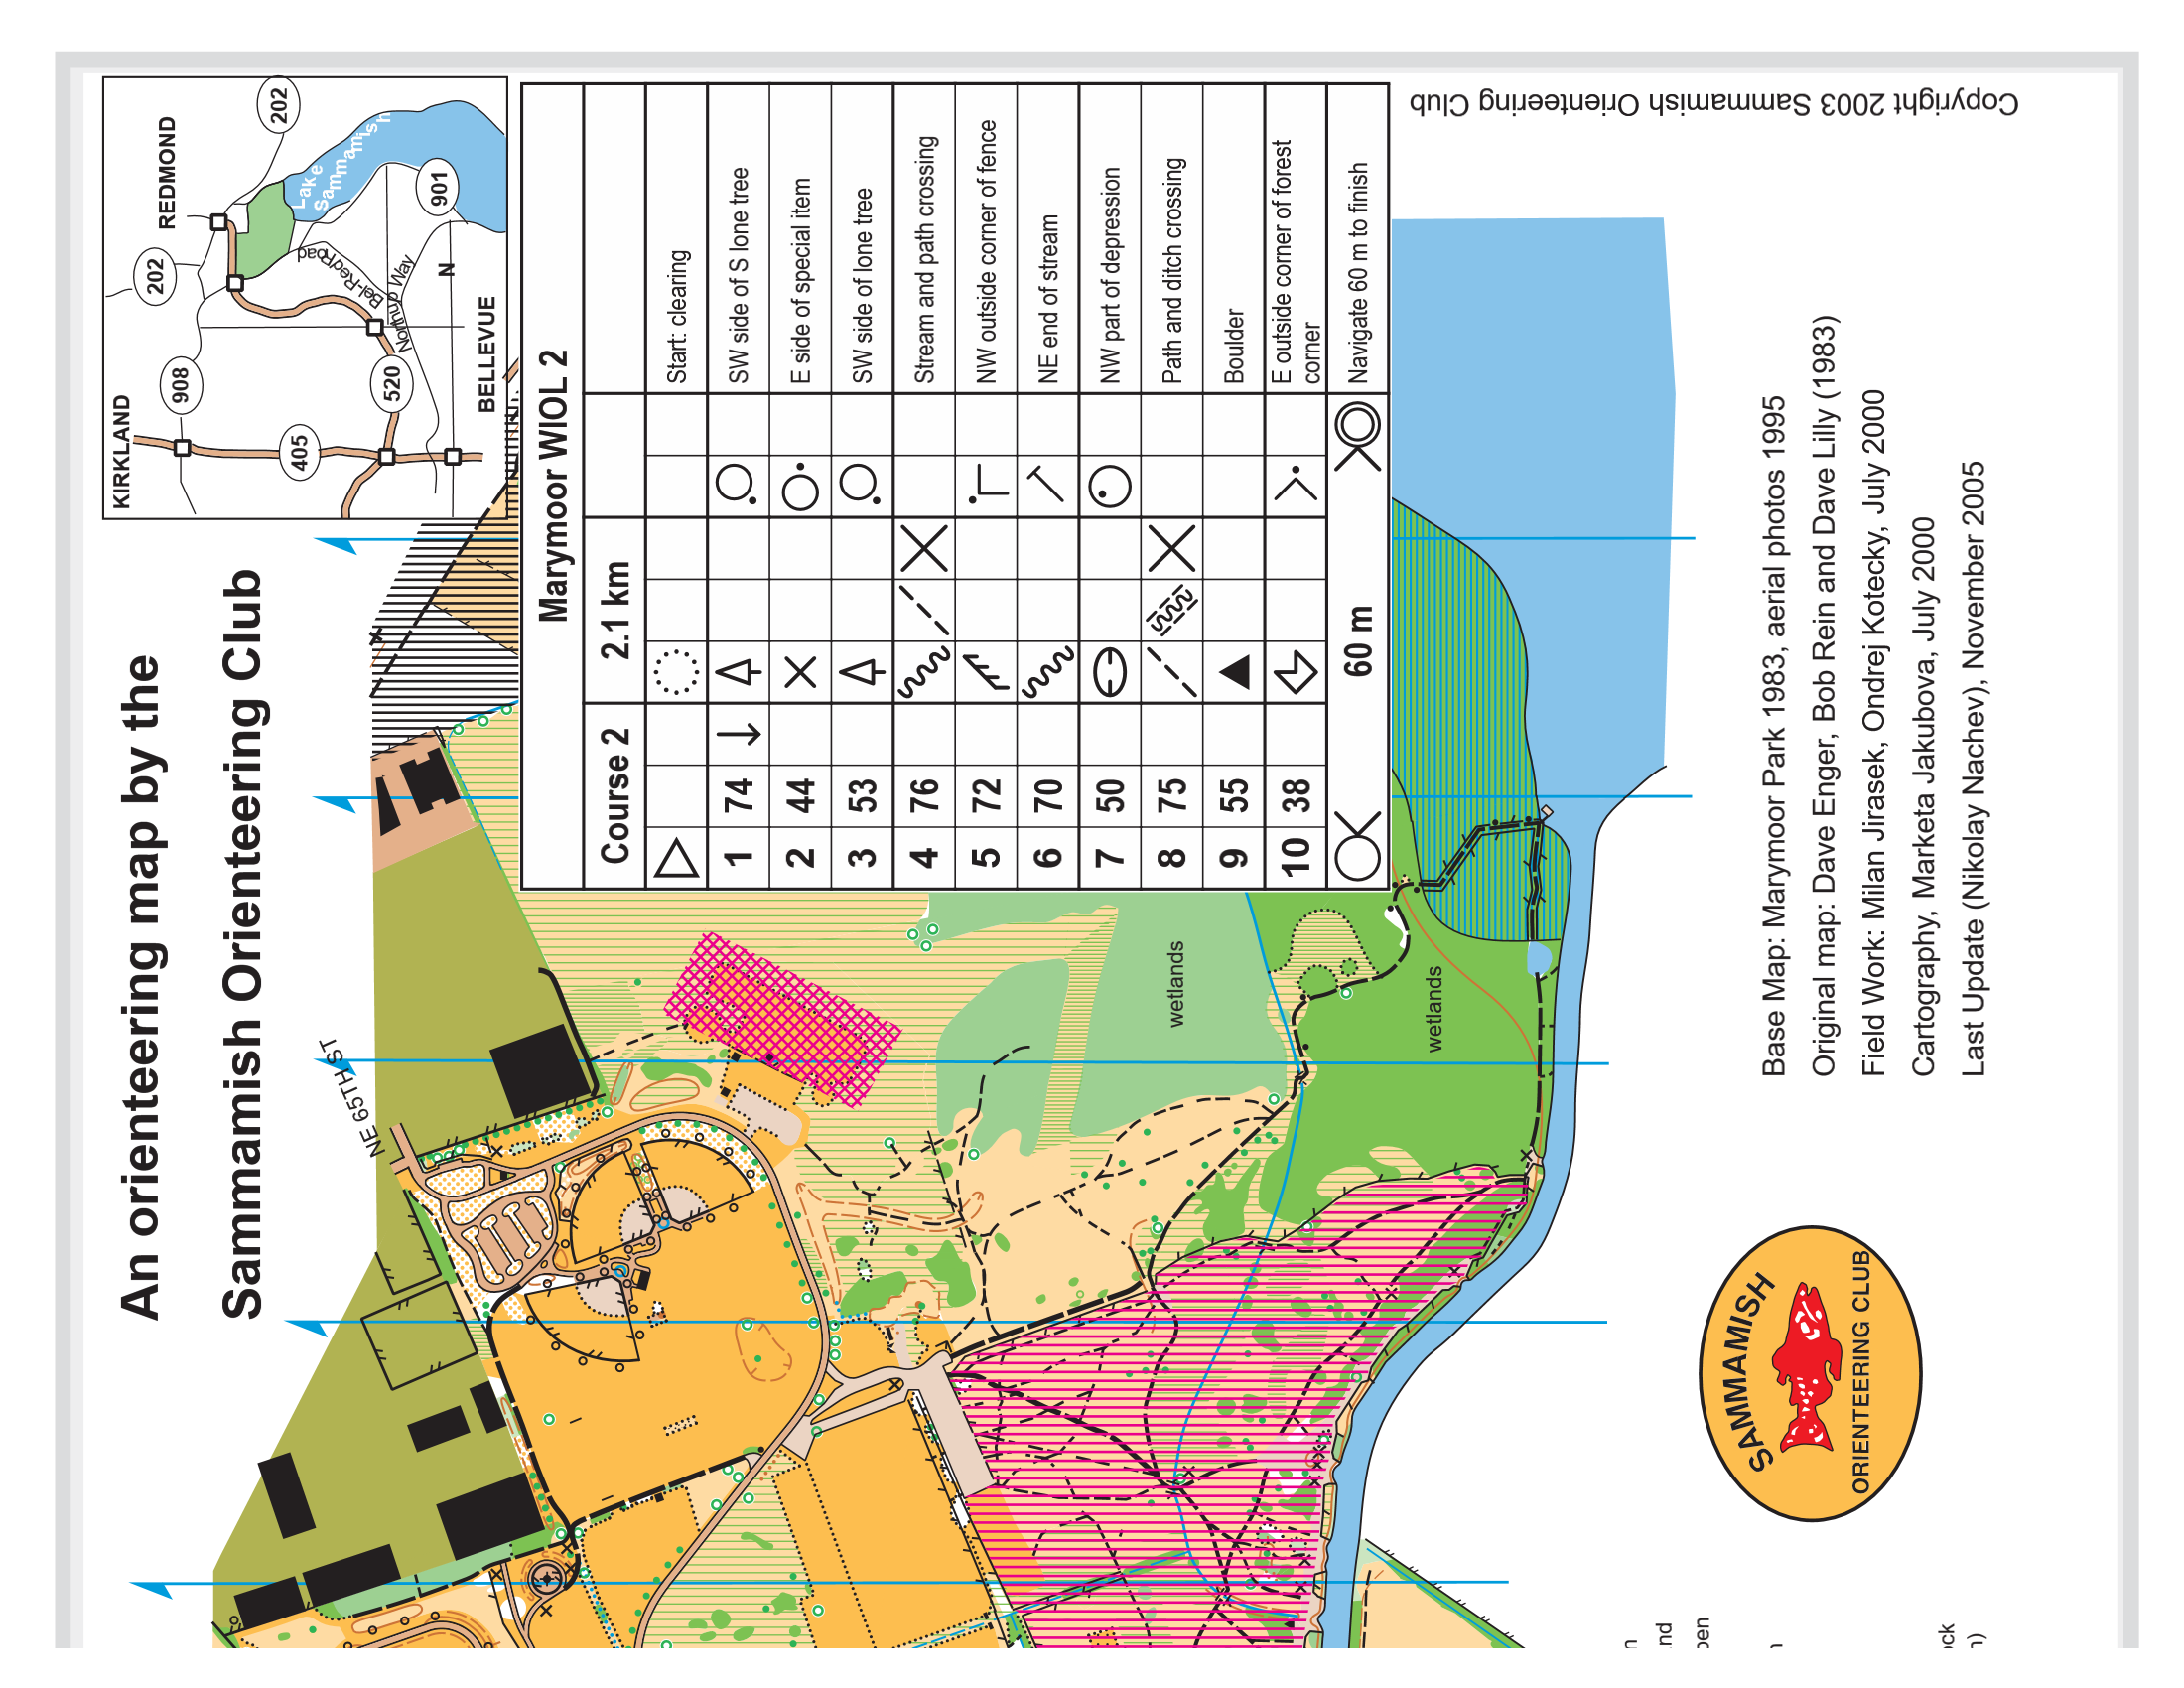 An orienteering map by the
Sammamish Orienteering Club
KIRKLAND
REDMOND
BELLEVUE
202
202
908
405
520
901
Lake
Sammamish
Bel-Red Road
Northup Way
N
Marymoor WIOL 2
Course 2 2.1 km
Start: clearing
1 74 SW side of S lone tree
2 44 E side of special item
3 53 SW side of lone tree
4 76 Stream and path crossing
5 72 NW outside corner of fence
6 70 NE end of stream
7 50 NW part of depression
8 75 Path and ditch crossing
9 55 Boulder
10 38 E outside corner of forest
corner
60 m Navigate 60 m to finish
Copyright 2003 Sammamish Orienteering Club
NE 65TH ST
wetlands
wetlands
Base Map: Marymoor Park 1983, aerial photos 1995
Original map: Dave Enger, Bob Rein and Dave Lilly (1983)
Field Work: Milan Jirasek, Ondrej Kotecky, July 2000
Cartography, Marketa Jakubova, July 2000
Last Update (Nikolay Nachev), November 2005
SAMMAMISH
ORIENTEERING CLUB